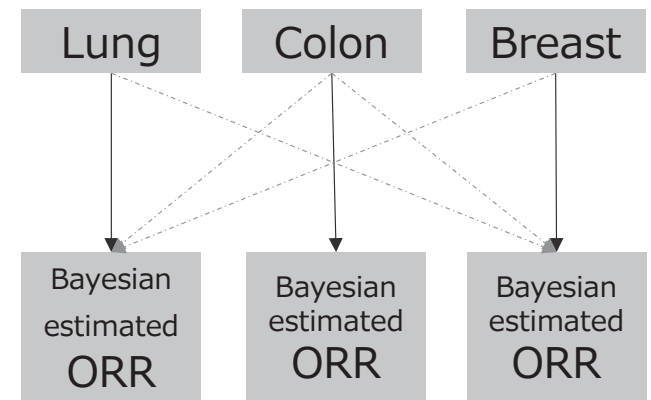 Lung
Colon
Breast
Bayesian
estimated
ORR
Bayesian
estimated
ORR
Bayesian
estimated
ORR